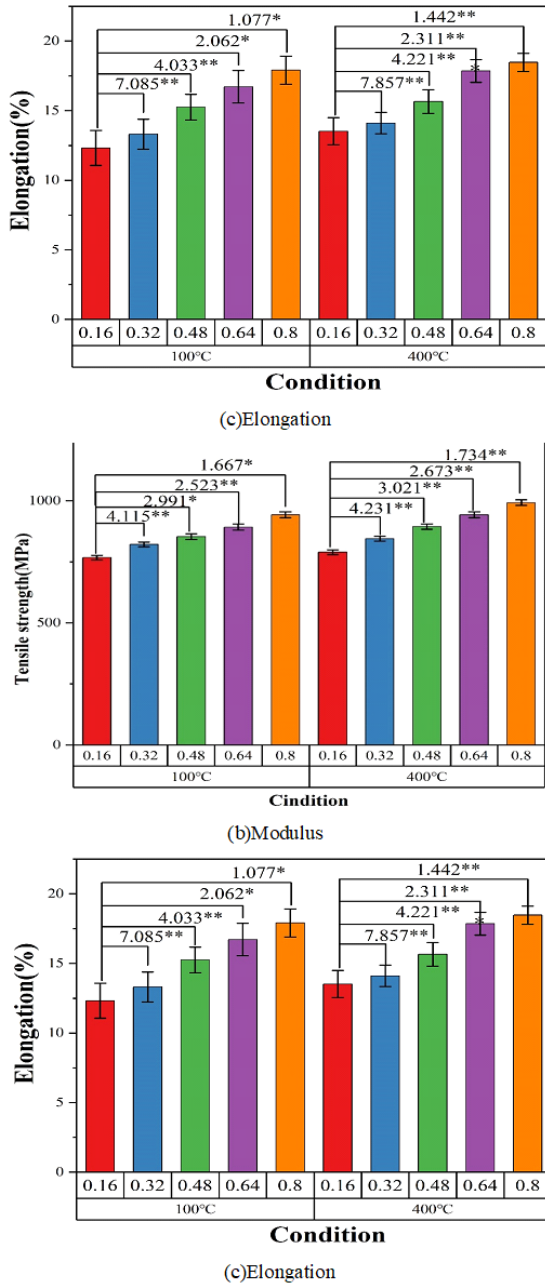 1.077*
1.442**
2.062*
2.311**
4.033**
4.221**
7.085**
7.857**
20
15
10
5
0
Elongation(%)
0.16 0.32 0.48 0.64 0.8 0.16 0.32 0.48 0.64 0.8
100°C 400°C
Condition
(c)Elongation
1.667*
1.734**
2.523**
2.673**
2.991*
3.021**
4.115**
4.231**
1000
500
0
Tensile strength(MPa)
0.16 0.32 0.48 0.64 0.8 0.16 0.32 0.48 0.64 0.8
100°C 400°C
Cindition
(b)Modulus
1.077*
1.442**
2.062*
2.311**
4.033**
4.221**
7.085**
7.857**
20
15
10
5
0
Elongation(%)
0.16 0.32 0.48 0.64 0.8 0.16 0.32 0.48 0.64 0.8
100°C 400°C
Condition
(c)Elongation